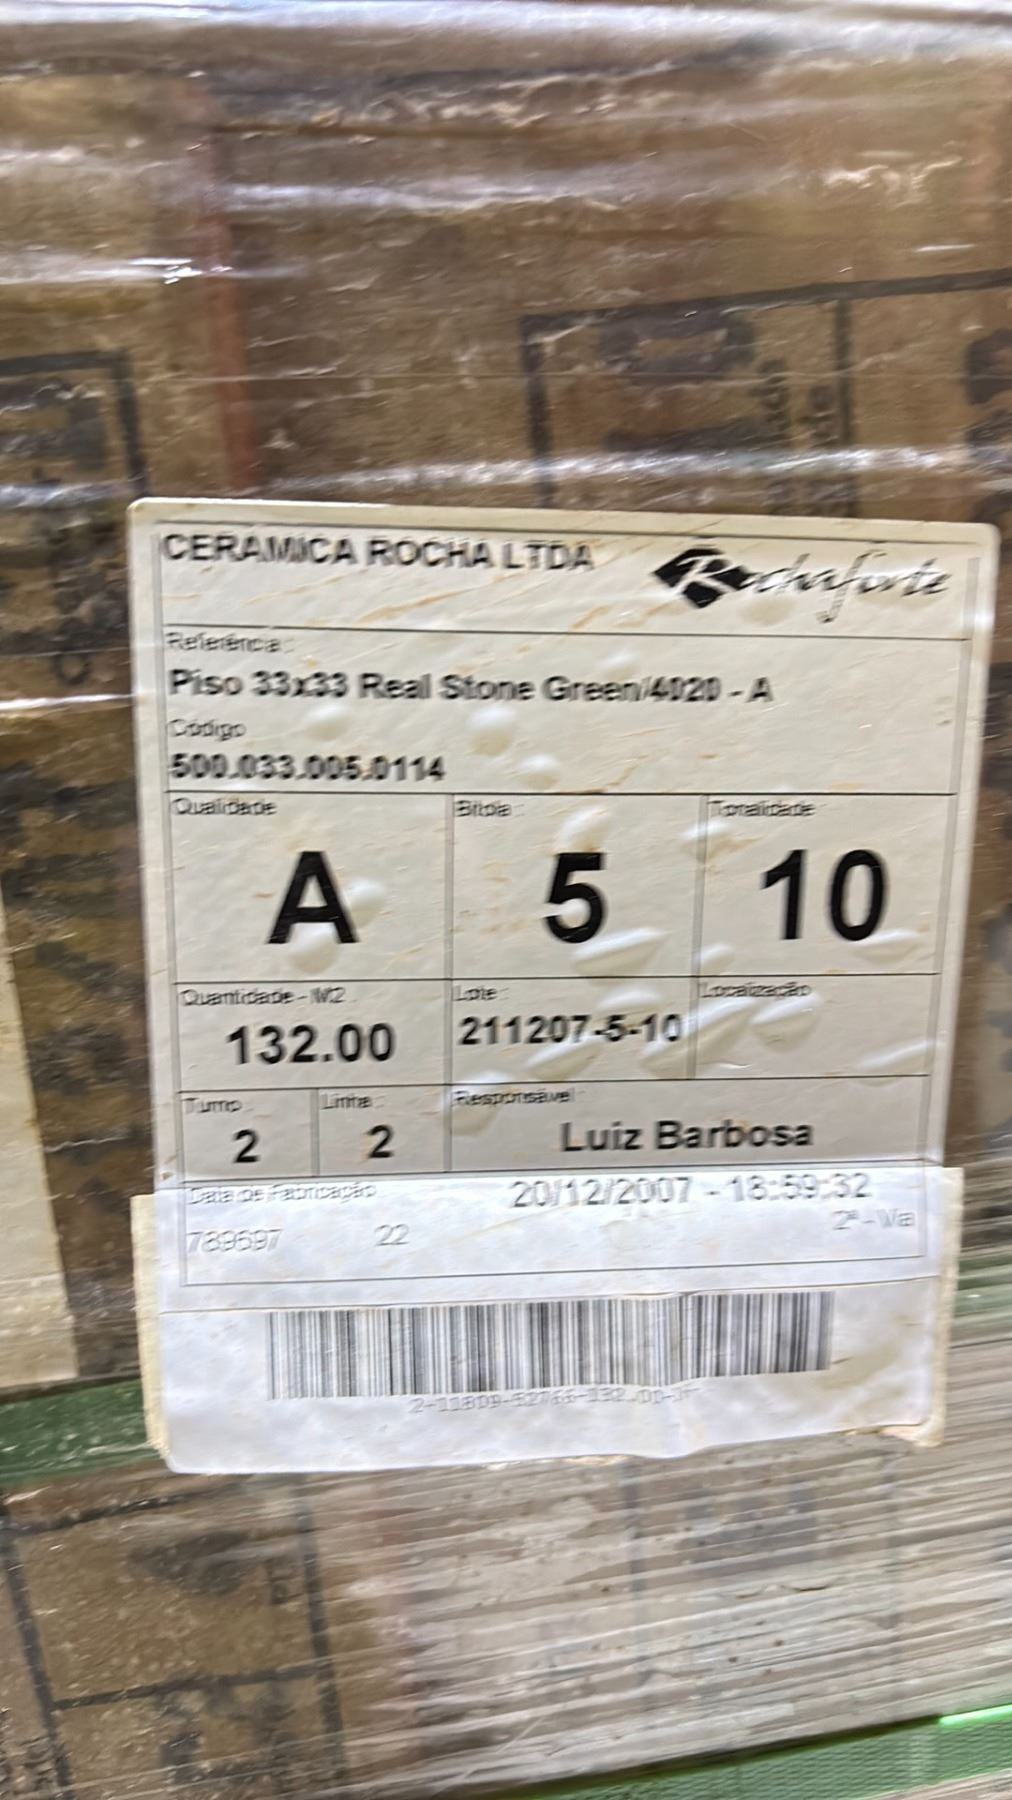 CERAMICA ROCHA LTDA
Rochaforte
Referência:
Piso 33x33 Real Stone Green/4020 - A
Código
500.033.005.0114
Qualidade Bitola: Tonalidade
A 5 10
Quantidade - M2 Lote: Localização
132.00 211207-5-10
Turno: Linha: Responsável:
2 2 Luiz Barbosa
Data de Fabricação 20/12/2007 - 18:59:32
789697 22 2ª - Via